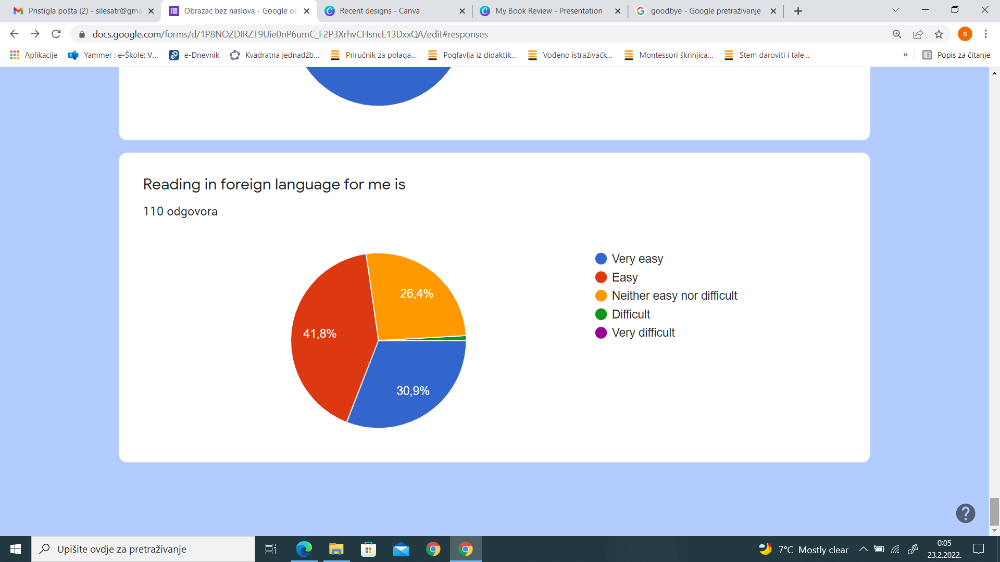 Pristigla pošta (2) - silesatr@gma
Obrazac bez naslova - Google ob
Recent designs - Canva
My Book Review - Presentation
goodbye - Google pretraživanje
docs.google.com/forms/d/1P8NOZDIRZT9Uie0nP6umC_F2P3XrhvCHsncE13DxxQA/edit#responses
s
Aplikacije
Yammer : e-Škole: V...
e-Dnevnik
Kvadratna jednadžb...
Priručnik za polaga...
Poglavlja iz didaktik...
Vođeno istraživačk...
Montessori škrinjica...
Stem daroviti i tale...
»
Popis za čitanje
Reading in foreign language for me is
110 odgovora
26,4%
41,8%
30,9%
Very easy
Easy
Neither easy nor difficult
Difficult
Very difficult
?
Upišite ovdje za pretraživanje
7°C Mostly clear
0:05
23.2.2022.